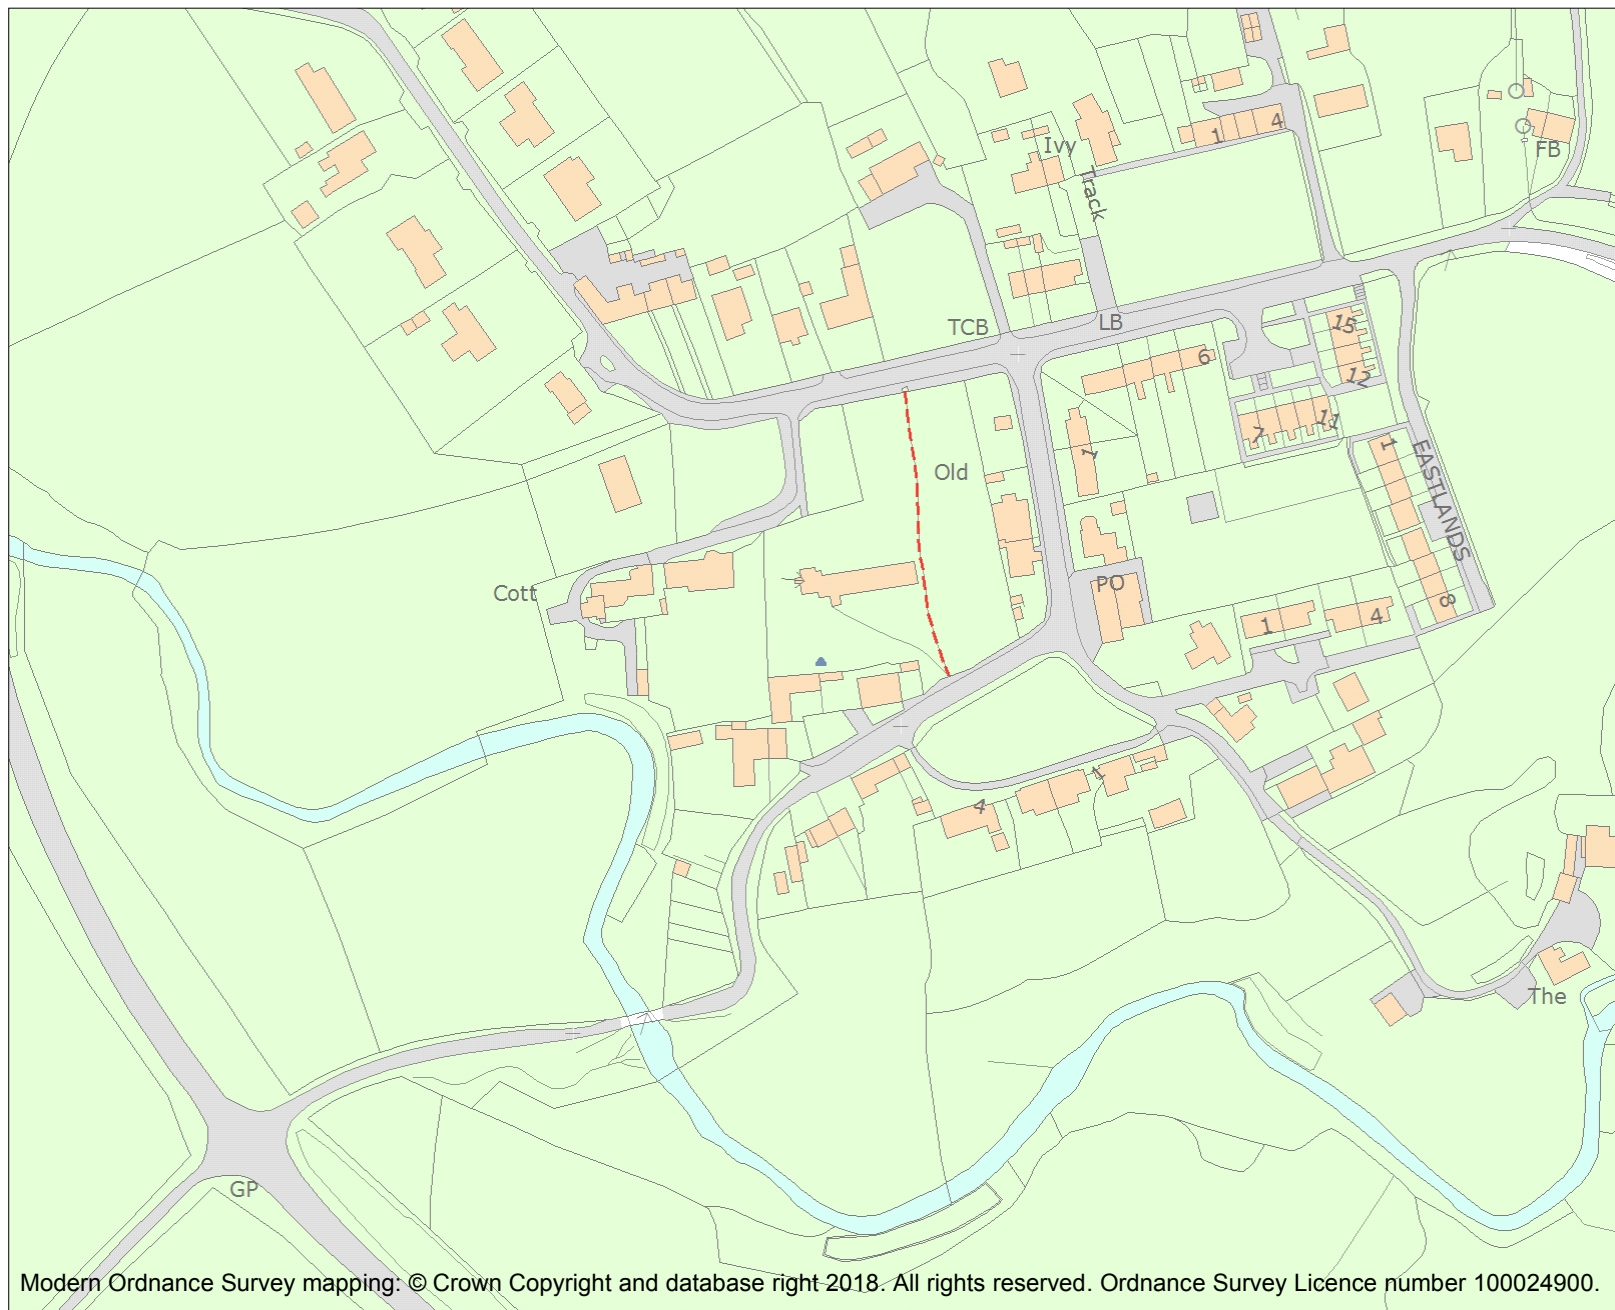 1
4
Ivy
FB
Track
TCB
LB
15
6
12
7
11
1
1
EASTLANDS
Old
Cott
PO
8
1
4
1
4
The
GP
Modern Ordnance Survey mapping: © Crown Copyright and database right 2018. All rights reserved. Ordnance Survey Licence number 100024900.